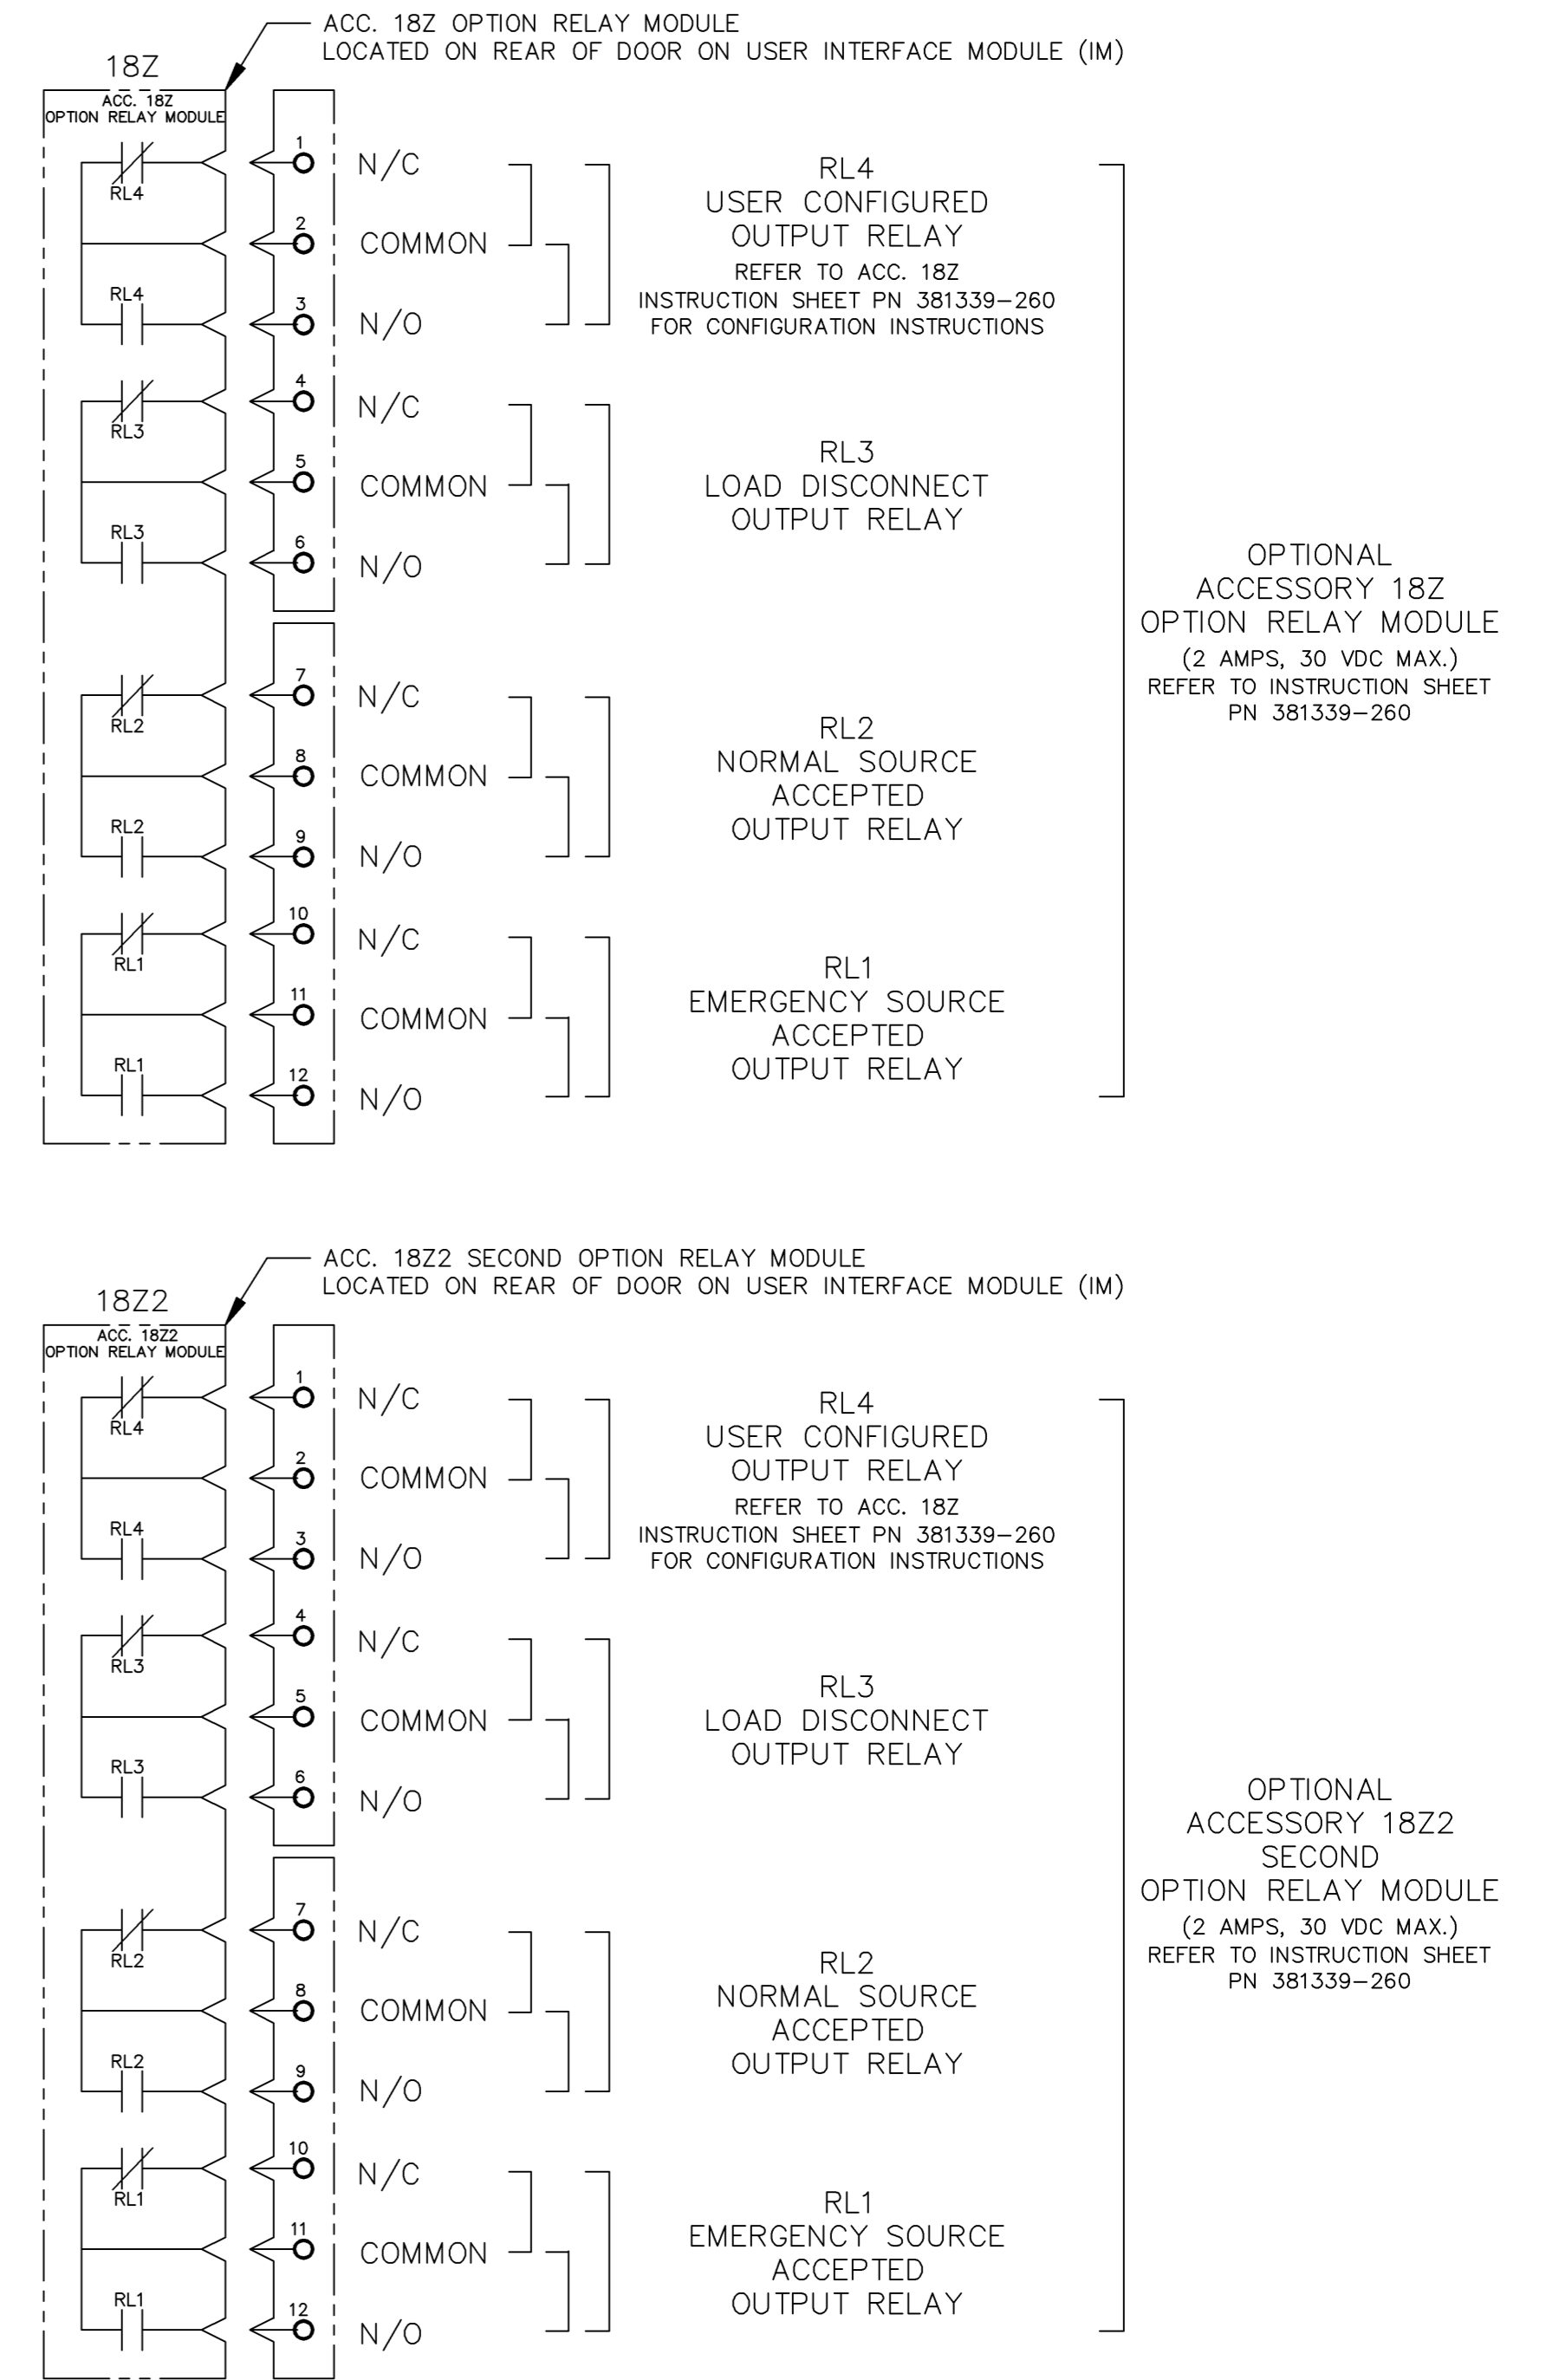 ACC. 18Z OPTION RELAY MODULE
LOCATED ON REAR OF DOOR ON USER INTERFACE MODULE (IM)
18Z
ACC. 18Z
OPTION RELAY MODULE
RL4
1
N/C
2
COMMON
RL4
3
N/O
RL4
USER CONFIGURED
OUTPUT RELAY
REFER TO ACC. 18Z
INSTRUCTION SHEET PN 381339-260
FOR CONFIGURATION INSTRUCTIONS
RL3
4
N/C
5
COMMON
RL3
6
N/O
RL3
LOAD DISCONNECT
OUTPUT RELAY
RL2
7
N/C
8
COMMON
RL2
9
N/O
RL2
NORMAL SOURCE
ACCEPTED
OUTPUT RELAY
RL1
10
N/C
11
COMMON
RL1
12
N/O
RL1
EMERGENCY SOURCE
ACCEPTED
OUTPUT RELAY
OPTIONAL
ACCESSORY 18Z
OPTION RELAY MODULE
(2 AMPS, 30 VDC MAX.)
REFER TO INSTRUCTION SHEET
PN 381339-260
ACC. 18Z2 SECOND OPTION RELAY MODULE
LOCATED ON REAR OF DOOR ON USER INTERFACE MODULE (IM)
18Z2
ACC. 18Z2
OPTION RELAY MODULE
RL4
1
N/C
2
COMMON
RL4
3
N/O
RL4
USER CONFIGURED
OUTPUT RELAY
REFER TO ACC. 18Z
INSTRUCTION SHEET PN 381339-260
FOR CONFIGURATION INSTRUCTIONS
RL3
4
N/C
5
COMMON
RL3
6
N/O
RL3
LOAD DISCONNECT
OUTPUT RELAY
RL2
7
N/C
8
COMMON
RL2
9
N/O
RL2
NORMAL SOURCE
ACCEPTED
OUTPUT RELAY
RL1
10
N/C
11
COMMON
RL1
12
N/O
RL1
EMERGENCY SOURCE
ACCEPTED
OUTPUT RELAY
OPTIONAL
ACCESSORY 18Z2
SECOND
OPTION RELAY MODULE
(2 AMPS, 30 VDC MAX.)
REFER TO INSTRUCTION SHEET
PN 381339-260